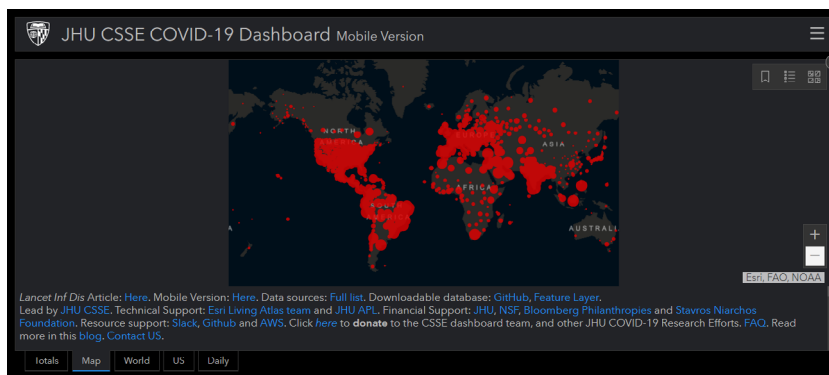 JHU CSSE COVID-19 Dashboard Mobile Version
NORTH
AMERICA
EUROPE
ASIA
AFRICA
SOUTH
AMERICA
A
AUSTRALI
+
−
Esri, FAO, NOAA
Lancet Inf Dis Article: Here. Mobile Version: Here. Data sources: Full list. Downloadable database: GitHub, Feature Layer.
Lead by JHU CSSE. Technical Support: Esri Living Atlas team and JHU APL. Financial Support: JHU, NSF, Bloomberg Philanthropies and Stavros Niarchos
Foundation. Resource support: Slack, Github and AWS. Click here to donate to the CSSE dashboard team, and other JHU COVID-19 Research Efforts. FAQ. Read
more in this blog. Contact US.
Totals Map World US Daily